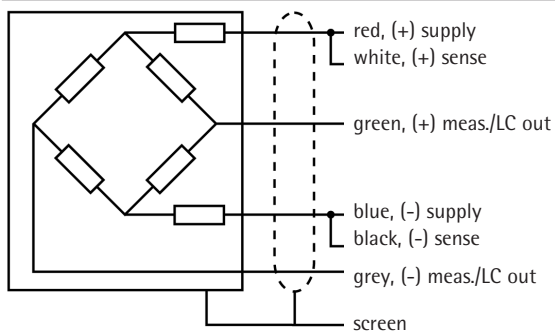 red, (+) supply
white, (+) sense
green, (+) meas./LC out
blue, (-) supply
black, (-) sense
grey, (-) meas./LC out
screen